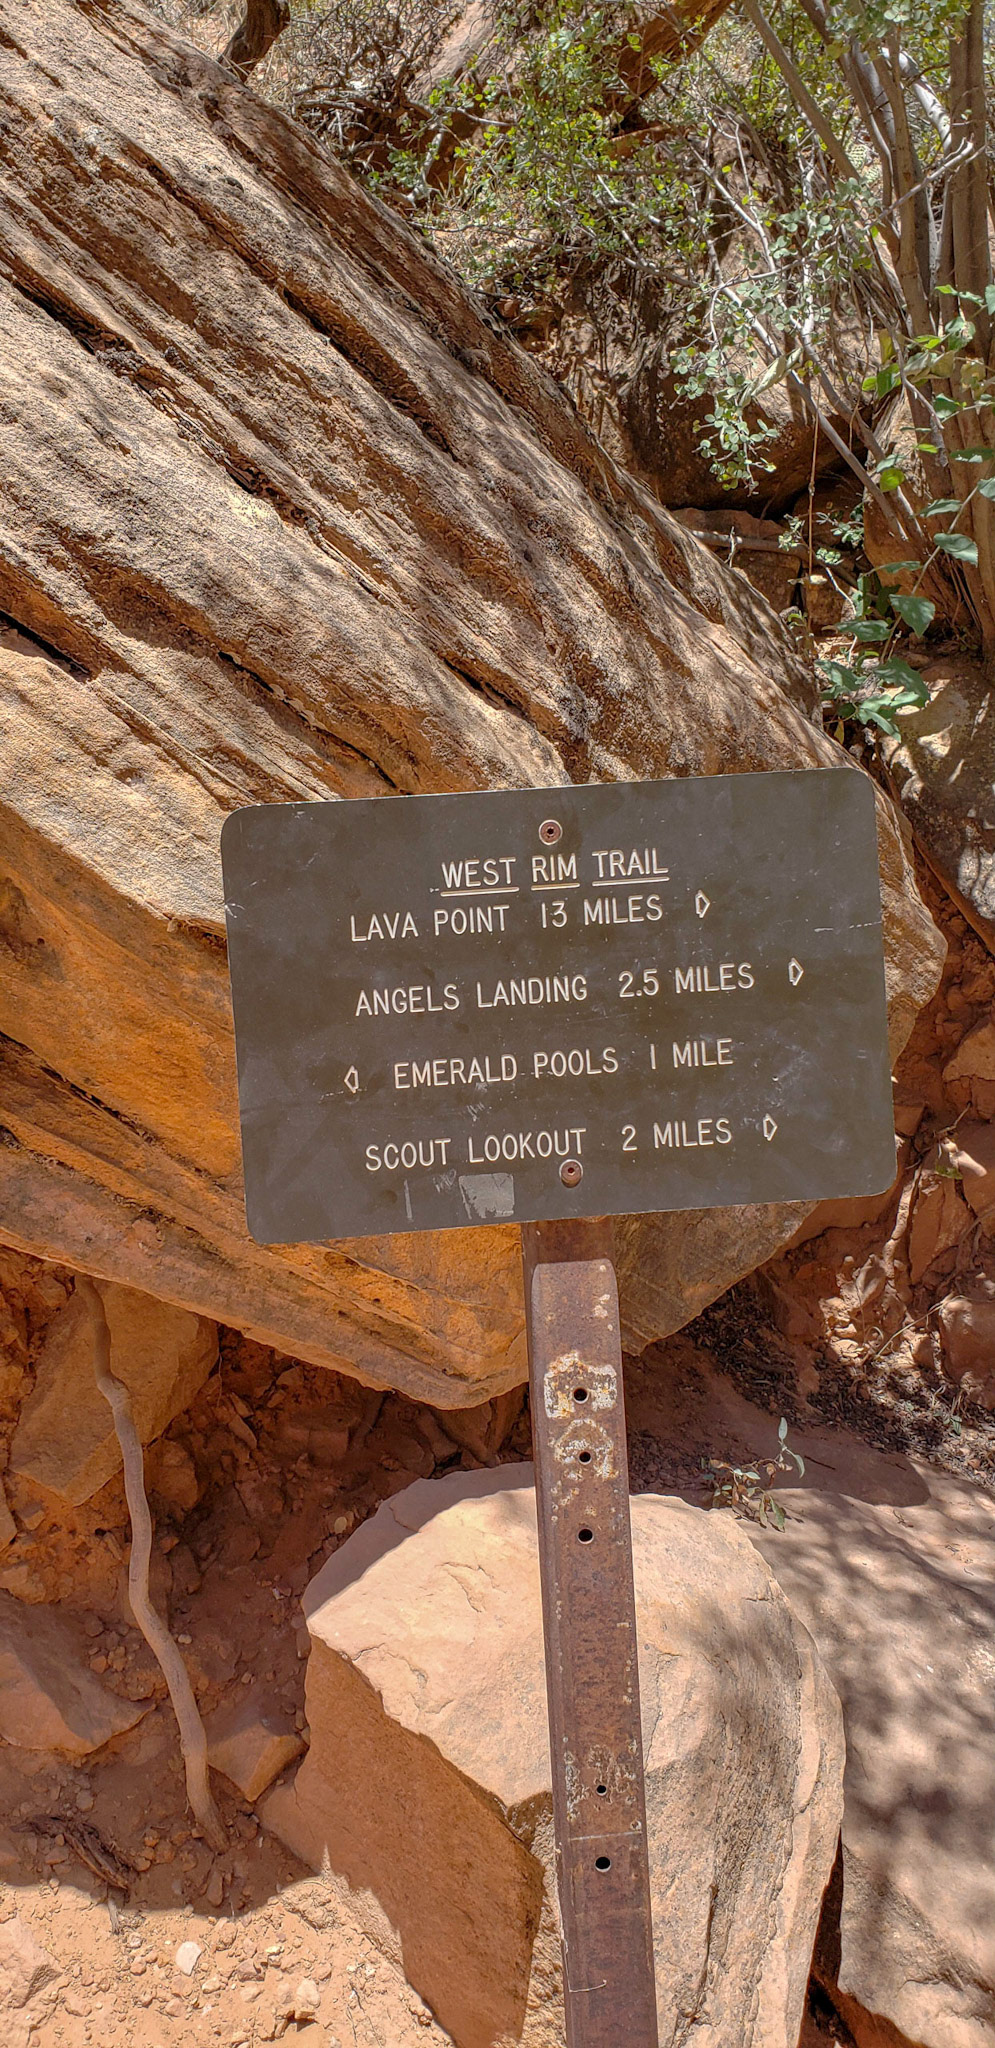 WEST RIM TRAIL
LAVA POINT 13 MILES
ANGELS LANDING 2.5 MILES
EMERALD POOLS 1 MILE
SCOUT LOOKOUT 2 MILES